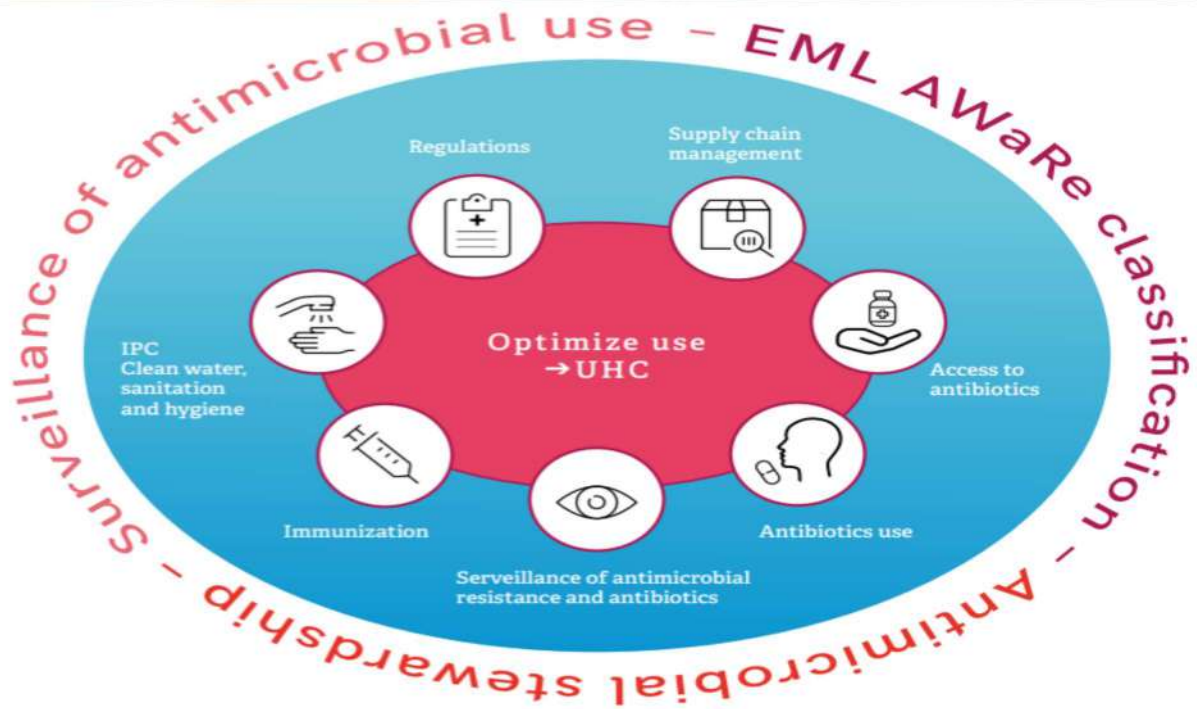 Surveillance of antimicrobial use – EML AWaRe classification – Antimicrobial stewardship –
Regulations
Supply chain
management
IPC
Clean water,
sanitation
and hygiene
Optimize use
→UHC
Access to
antibiotics
Immunization
Antibiotics use
Serveillance of antimicrobial
resistance and antibiotics